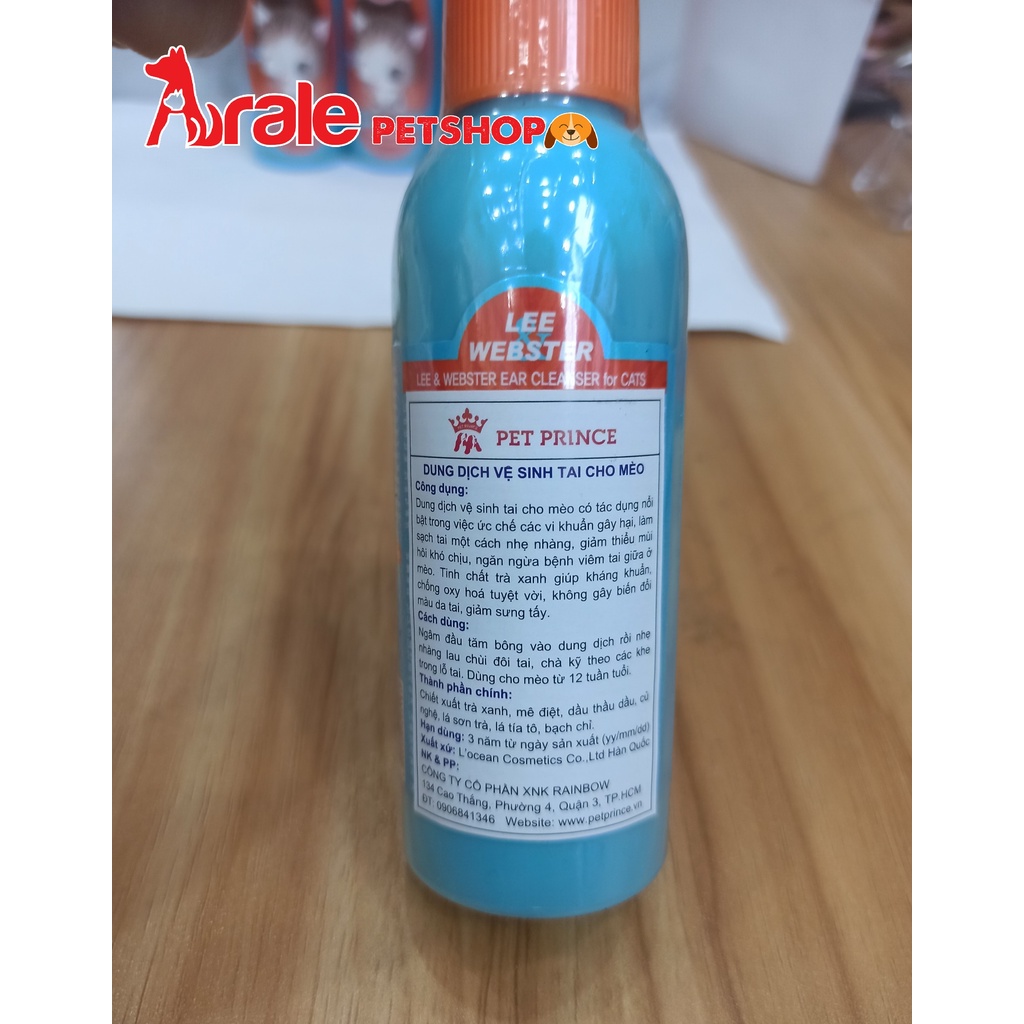 Arale PETSHOP
LEE
&
WEBSTER
LEE & WEBSTER EAR CLEANSER for CATS
PET PRINCE
DUNG DỊCH VỆ SINH TAI CHO MÈO
Công dụng:
Dung dịch vệ sinh tai cho mèo có tác dụng nổi
bật trong việc ức chế các vi khuẩn gây hại, làm
sạch tai một cách nhẹ nhàng, giảm thiểu mùi
hôi khó chịu, ngăn ngừa bệnh viêm tai giữa ở
mèo. Tinh chất trà xanh giúp kháng khuẩn,
chống oxy hoá tuyệt vời, không gây biến đổi
màu da tai, giảm sưng tấy.
Cách dùng:
Ngâm đầu tăm bông vào dung dịch rồi nhẹ
nhàng lau chùi đôi tai, chà kỹ theo các khe
trong lỗ tai. Dùng cho mèo từ 12 tuần tuổi.
Thành phần chính:
Chiết xuất trà xanh, mê điệt, dầu thầu dầu, củ
nghệ, lá sơn trà, lá tía tô, bạch chỉ.
Hạn dùng: 3 năm từ ngày sản xuất (yy/mm/dd)
Xuất xứ: L'ocean Cosmetics Co.,Ltd Hàn Quốc
NK & PP:
CÔNG TY CỔ PHẦN XNK RAINBOW
134 Cao Thắng, Phường 4, Quận 3, TP.HCM
ĐT: 0906841346 Website: www.petprince.vn